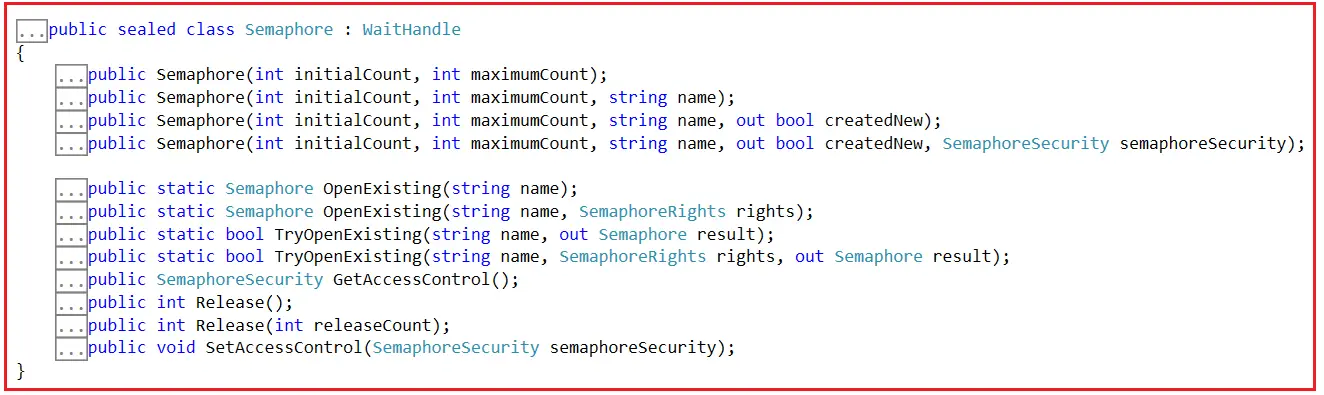 ...public sealed class Semaphore : WaitHandle
{
...public Semaphore(int initialCount, int maximumCount);
...public Semaphore(int initialCount, int maximumCount, string name);
...public Semaphore(int initialCount, int maximumCount, string name, out bool createdNew);
...public Semaphore(int initialCount, int maximumCount, string name, out bool createdNew, SemaphoreSecurity semaphoreSecurity);
...public static Semaphore OpenExisting(string name);
...public static Semaphore OpenExisting(string name, SemaphoreRights rights);
...public static bool TryOpenExisting(string name, out Semaphore result);
...public static bool TryOpenExisting(string name, SemaphoreRights rights, out Semaphore result);
...public SemaphoreSecurity GetAccessControl();
...public int Release();
...public int Release(int releaseCount);
...public void SetAccessControl(SemaphoreSecurity semaphoreSecurity);
}